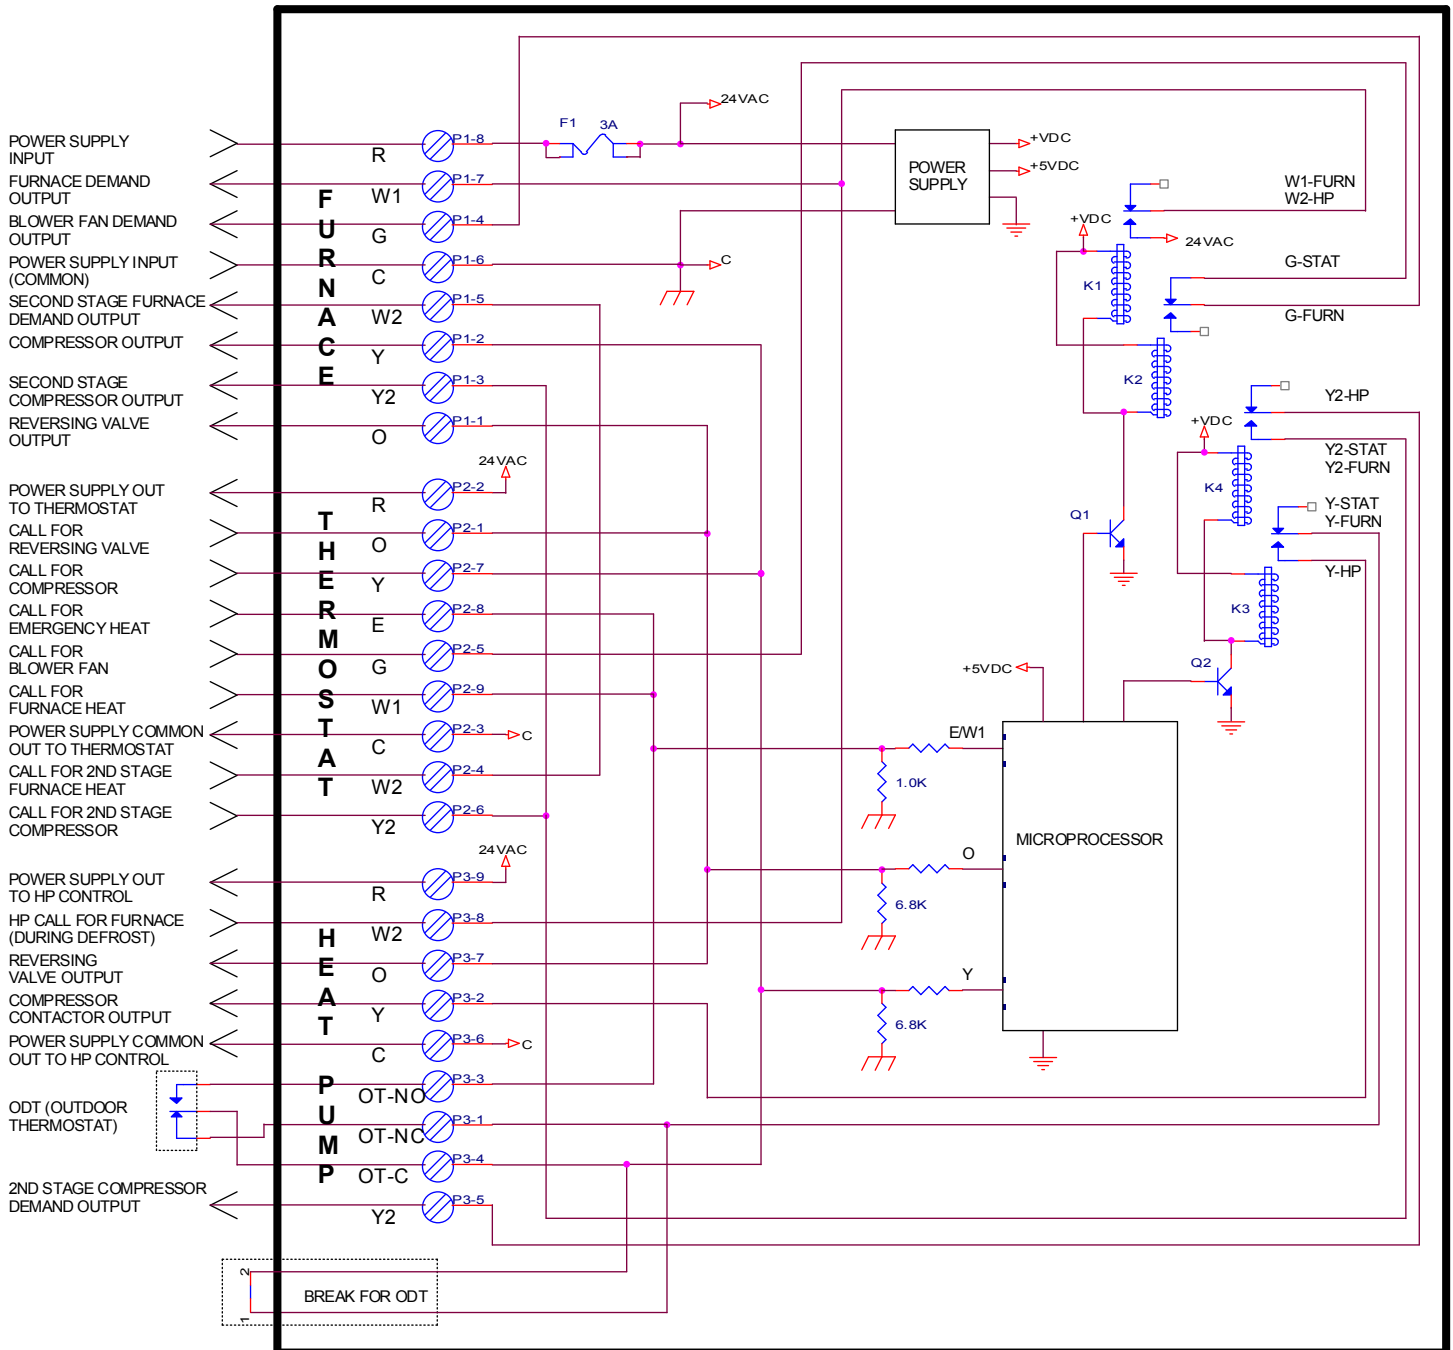 POWER SUPPLY
INPUT
FURNACE DEMAND
OUTPUT
BLOWER FAN DEMAND
OUTPUT
POWER SUPPLY INPUT
(COMMON)
SECOND STAGE FURNACE
DEMAND OUTPUT
COMPRESSOR OUTPUT
SECOND STAGE
COMPRESSOR OUTPUT
REVERSING VALVE
OUTPUT
POWER SUPPLY OUT
TO THERMOSTAT
CALL FOR
REVERSING VALVE
CALL FOR
COMPRESSOR
CALL FOR
EMERGENCY HEAT
CALL FOR
BLOWER FAN
CALL FOR
FURNACE HEAT
POWER SUPPLY COMMON
OUT TO THERMOSTAT
CALL FOR 2ND STAGE
FURNACE HEAT
CALL FOR 2ND STAGE
COMPRESSOR
POWER SUPPLY OUT
TO HP CONTROL
HP CALL FOR FURNACE
(DURING DEFROST)
REVERSING
VALVE OUTPUT
COMPRESSOR
CONTACTOR OUTPUT
POWER SUPPLY COMMON
OUT TO HP CONTROL
ODT (OUTDOOR
THERMOSTAT)
2ND STAGE COMPRESSOR
DEMAND OUTPUT
FURNACE
THERMOSTAT
HEAT PUMP
R P1-8
W1 P1-7
G P1-4
C P1-6
W2 P1-5
Y P1-2
Y2 P1-3
O P1-1
24VAC
R P2-2
O P2-1
Y P2-7
E P2-8
G P2-5
W1 P2-9
C P2-3 C
W2 P2-4
Y2 P2-6
24VAC
R P3-9
W2 P3-8
O P3-7
Y P3-2
C P3-6 C
OT-NO P3-3
OT-NC P3-1
OT-C P3-4
Y2 P3-5
2
1
BREAK FOR ODT
F1 3A
24VAC
C
POWER
SUPPLY
+VDC
+5VDC
W1-FURN
W2-HP
24VAC
+VDC
K1
G-STAT
G-FURN
K2
Y2-HP
+VDC
Y2-STAT
Y2-FURN
K4
Y-STAT
Y-FURN
Y-HP
K3
Q1
Q2
+5VDC
E/W1
1.0K
O
6.8K
Y
6.8K
MICROPROCESSOR